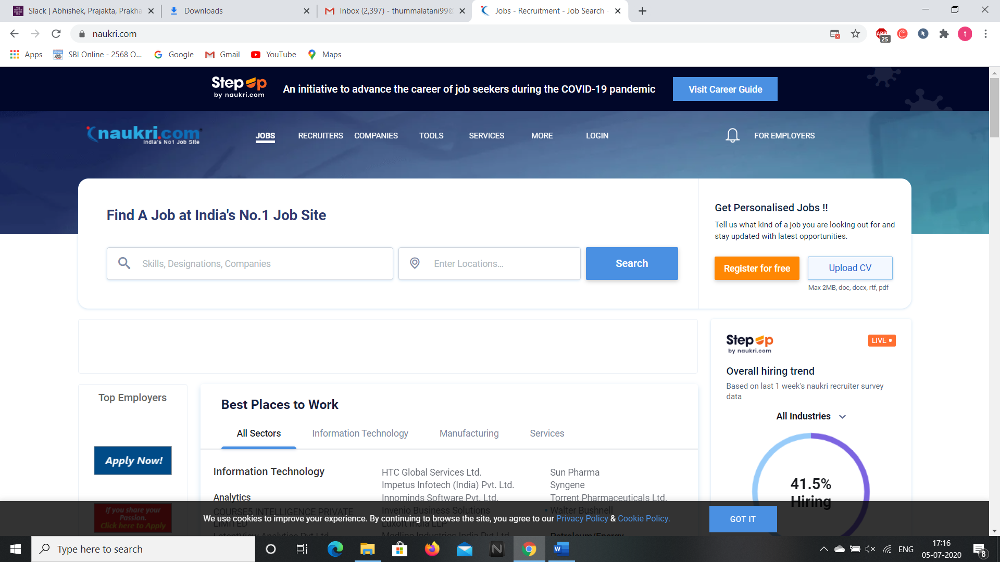 Slack | Abhishek, Prajakta, Prakha
Downloads
Inbox (2,397) - thummalatani99@
Jobs - Recruitment - Job Search -
naukri.com
ABP
25
t
Apps
SBI Online - 2568 O...
Google
Gmail
YouTube
Maps
StepUp
by naukri.com
An initiative to advance the career of job seekers during the COVID-19 pandemic
Visit Career Guide
naukri.com
India's No1 Job Site
JOBS
RECRUITERS
COMPANIES
TOOLS
SERVICES
MORE
LOGIN
FOR EMPLOYERS
Find A Job at India's No.1 Job Site
Skills, Designations, Companies
Enter Locations...
Search
Get Personalised Jobs !!
Tell us what kind of a job you are looking out for and
stay updated with latest opportunities.
Register for free
Upload CV
Max 2MB, doc, docx, rtf, pdf
StepUp
by naukri.com
LIVE
Overall hiring trend
Based on last 1 week's naukri recruiter survey
data
All Industries
41.5%
Hiring
Top Employers
Apply Now!
If you share your
Passion.
Click here to Apply
Best Places to Work
All Sectors
Information Technology
Manufacturing
Services
Information Technology
Analytics
COURSE5 INTELLIGENCE PRIVATE
LIMITED
LatentView Analytics Pvt Ltd
HTC Global Services Ltd.
Impetus Infotech (India) Pvt. Ltd.
Innominds Software Pvt. Ltd.
Invenio Business Solutions
Luxoft India LLP
Medline Industries India Pvt Ltd
Sun Pharma
Syngene
Torrent Pharmaceuticals Ltd.
Walter Bushnell
Petroleum/Energy
We use cookies to improve your experience. By continuing to browse the site, you agree to our Privacy Policy & Cookie Policy.
GOT IT
Type here to search
N
W
ENG
17:16
05-07-2020
8